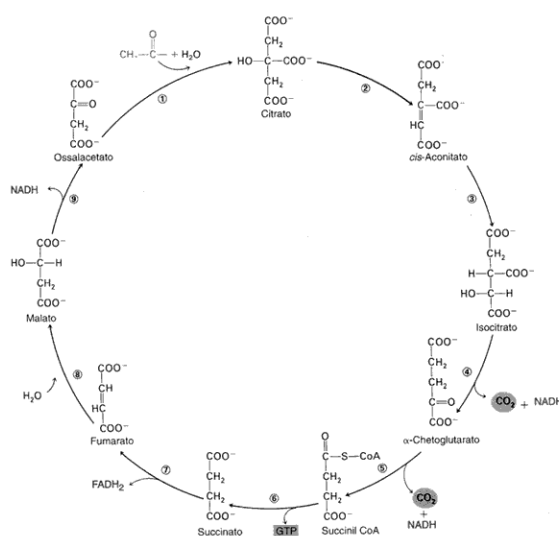 O
CH₃ —C— + H₂O
①
COO⁻
CH₂
HO—C—COO⁻
CH₂
COO⁻
Citrato
②
COO⁻
CH₂
C—COO⁻
HC
COO⁻
cis-Aconitato
③
COO⁻
CH₂
H—C—COO⁻
HO—C—H
COO⁻
Isocitrato
④
CO₂ + NADH
COO⁻
CH₂
CH₂
C=O
COO⁻
α-Chetoglutarato
⑤
CO₂
+
NADH
O
C—S—CoA
CH₂
CH₂
COO⁻
Succinil CoA
⑥
GTP
COO⁻
CH₂
CH₂
COO⁻
Succinato
⑦
FADH₂
COO⁻
CH
HC
COO⁻
Fumarato
⑧
H₂O
COO⁻
HO—C—H
CH₂
COO⁻
Malato
⑨
NADH
COO⁻
C=O
CH₂
COO⁻
Ossalacetato